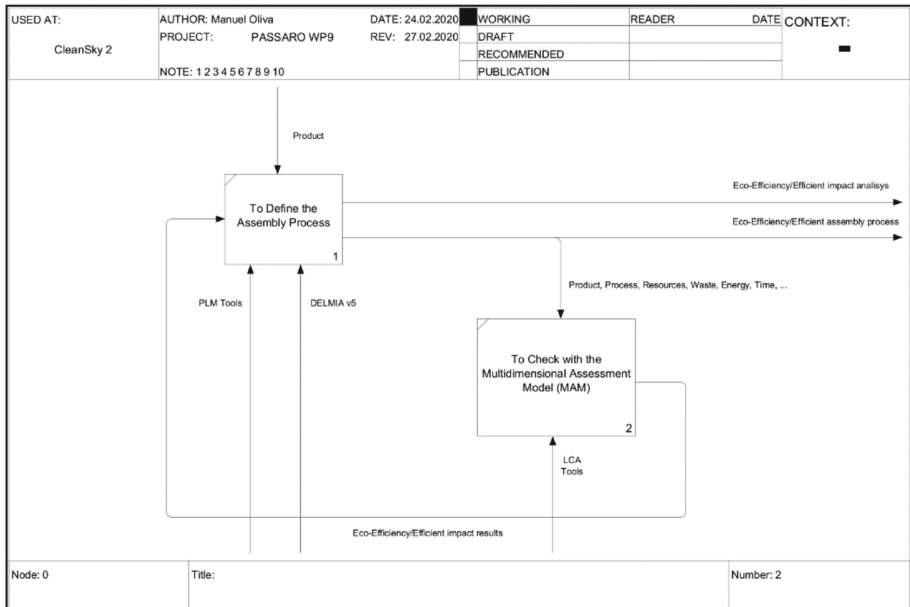 USED AT:
CleanSky 2
AUTHOR: Manuel Oliva
DATE: 24.02.2020
PROJECT: PASSARO WP9
REV: 27.02.2020
NOTE: 1 2 3 4 5 6 7 8 9 10
WORKING
DRAFT
RECOMMENDED
PUBLICATION
READER
DATE
CONTEXT:
Product
Eco-Efficiency/Efficient impact analisys
To Define the
Assembly Process
1
Eco-Efficiency/Efficient assembly process
Product, Process, Resources, Waste, Energy, Time, ...
PLM Tools
DELMIA v5
To Check with the
Multidimensional Assessment
Model (MAM)
2
LCA
Tools
Eco-Efficiency/Efficient impact results
Node: 0
Title:
Number: 2